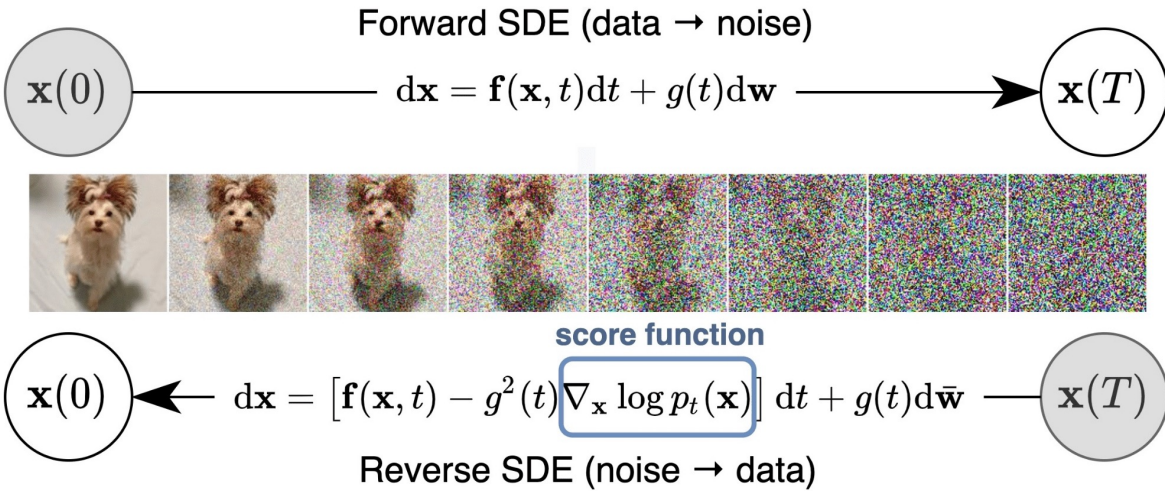 Forward SDE (data → noise)
x(0) dx = f(x, t)dt + g(t)dw x(T)
score function
x(0) dx = [f(x, t) − g²(t)∇ₓ log pₜ(x)] dt + g(t)dw̄ x(T)
Reverse SDE (noise → data)